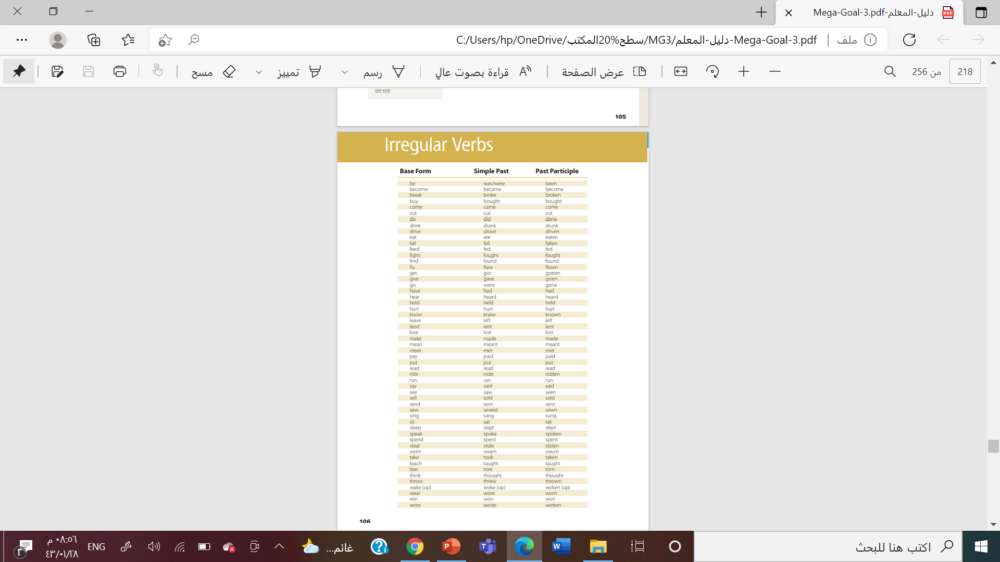 دليل-المعلم-Mega-Goal-3.pdf
ملف C:/Users/hp/OneDrive/سطح%20المكتب/MG3/دليل-المعلم-Mega-Goal-3.pdf
218 من 256 عرض الصفحة قراءة بصوت عالٍ رسم تمييز مسح
see red
105
Irregular Verbs
Base Form Simple Past Past Participle
be was/were been
become became become
break broke broken
buy bought bought
come came come
cut cut cut
do did done
drink drank drunk
drive drove driven
eat ate eaten
fall fell fallen
feed fed fed
fight fought fought
find found found
fly flew flown
get got gotten
give gave given
go went gone
have had had
hear heard heard
hold held held
hurt hurt hurt
know knew known
leave left left
lend lent lent
lose lost lost
make made made
mean meant meant
meet met met
pay paid paid
put put put
read read read
ride rode ridden
run ran run
say said said
see saw seen
sell sold sold
send sent sent
sew sewed sewn
sing sang sung
sit sat sat
sleep slept slept
speak spoke spoken
spend spent spent
steal stole stolen
swim swam swum
take took taken
teach taught taught
tear tore torn
think thought thought
throw threw thrown
wake (up) woke (up) woken (up)
wear wore worn
win won won
write wrote written
106
اكتب هنا للبحث غائم... ENG ٠٨:٥٦ م
٤٣/٠١/٢٨
٣